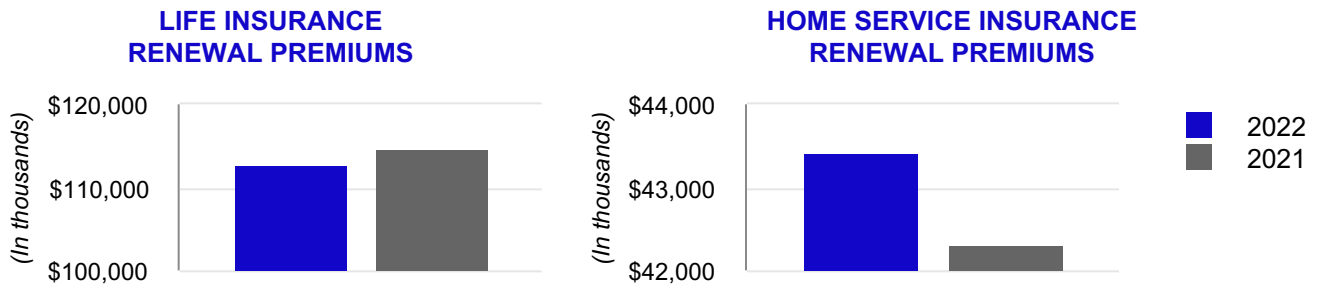 LIFE INSURANCE
RENEWAL PREMIUMS
(In thousands)
$120,000
$110,000
$100,000
HOME SERVICE INSURANCE
RENEWAL PREMIUMS
(In thousands)
$44,000
$43,000
$42,000
2022
2021